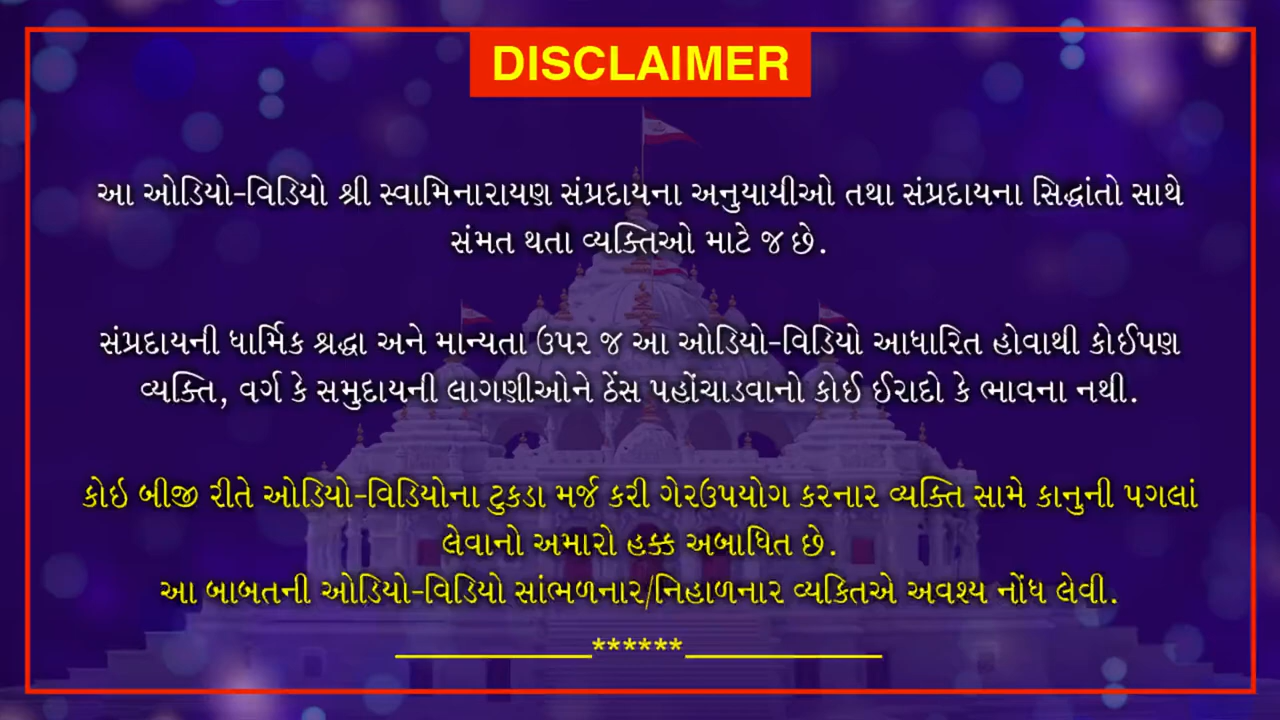 DISCLAIMER
આ ઓડિયો-વિડિયો શ્રી સ્વામિનારાયણ સંપ્રદાયના અનુયાયીઓ તથા સંપ્રદાયના સિદ્ધાંતો સાથે
સંમત થતા વ્યક્તિઓ માટે જ છે.
સંપ્રદાયની ધાર્મિક શ્રદ્ધા અને માન્યતા ઉપર જ આ ઓડિયો-વિડિયો આધારિત હોવાથી કોઈપણ
વ્યક્તિ, વર્ગ કે સમુદાયની લાગણીઓને ઠેંસ પહોંચાડવાનો કોઈ ઈરાદો કે ભાવના નથી.
કોઇ બીજી રીતે ઓડિયો-વિડિયોના ટુકડા મર્જ કરી ગેરઉપયોગ કરનાર વ્યક્તિ સામે કાનુની પગલાં
લેવાનો અમારો હક્ક અબાધિત છે.
આ બાબતની ઓડિયો-વિડિયો સાંભળનાર/નિહાળનાર વ્યકિતએ અવશ્ય નોંધ લેવી.
____________******____________